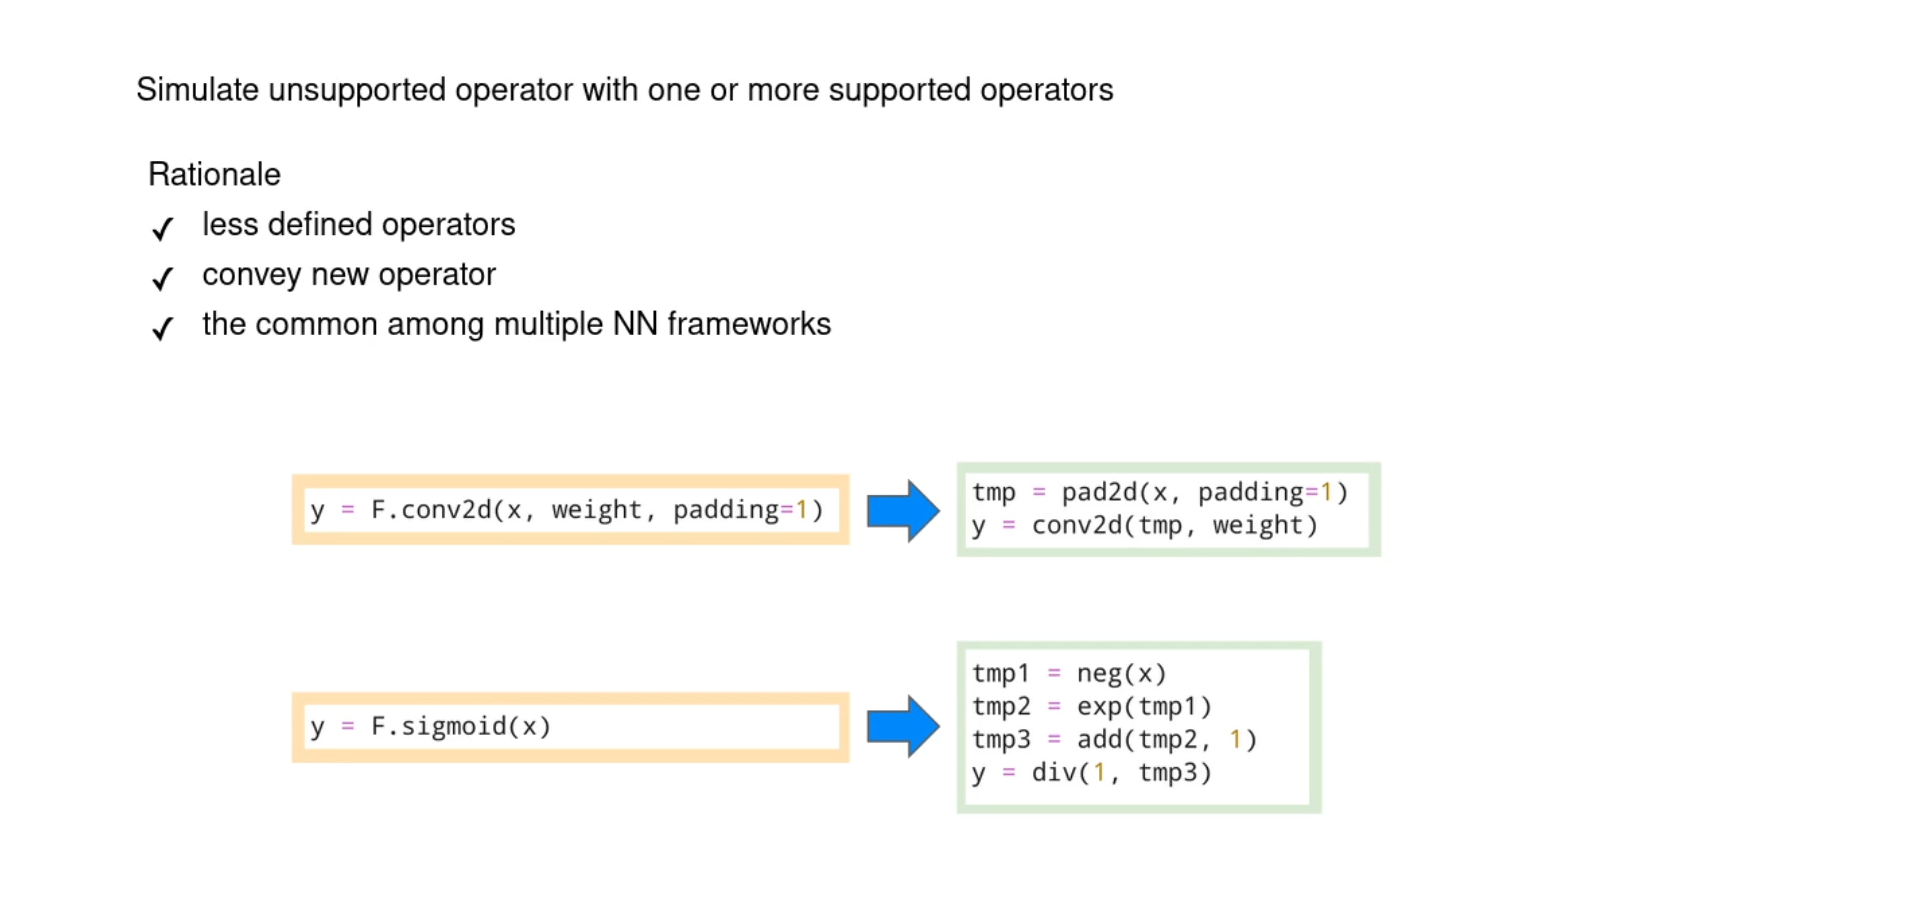 Simulate unsupported operator with one or more supported operators
Rationale
✓ less defined operators
✓ convey new operator
✓ the common among multiple NN frameworks
y = F.conv2d(x, weight, padding=1)
tmp = pad2d(x, padding=1)
y = conv2d(tmp, weight)
y = F.sigmoid(x)
tmp1 = neg(x)
tmp2 = exp(tmp1)
tmp3 = add(tmp2, 1)
y = div(1, tmp3)